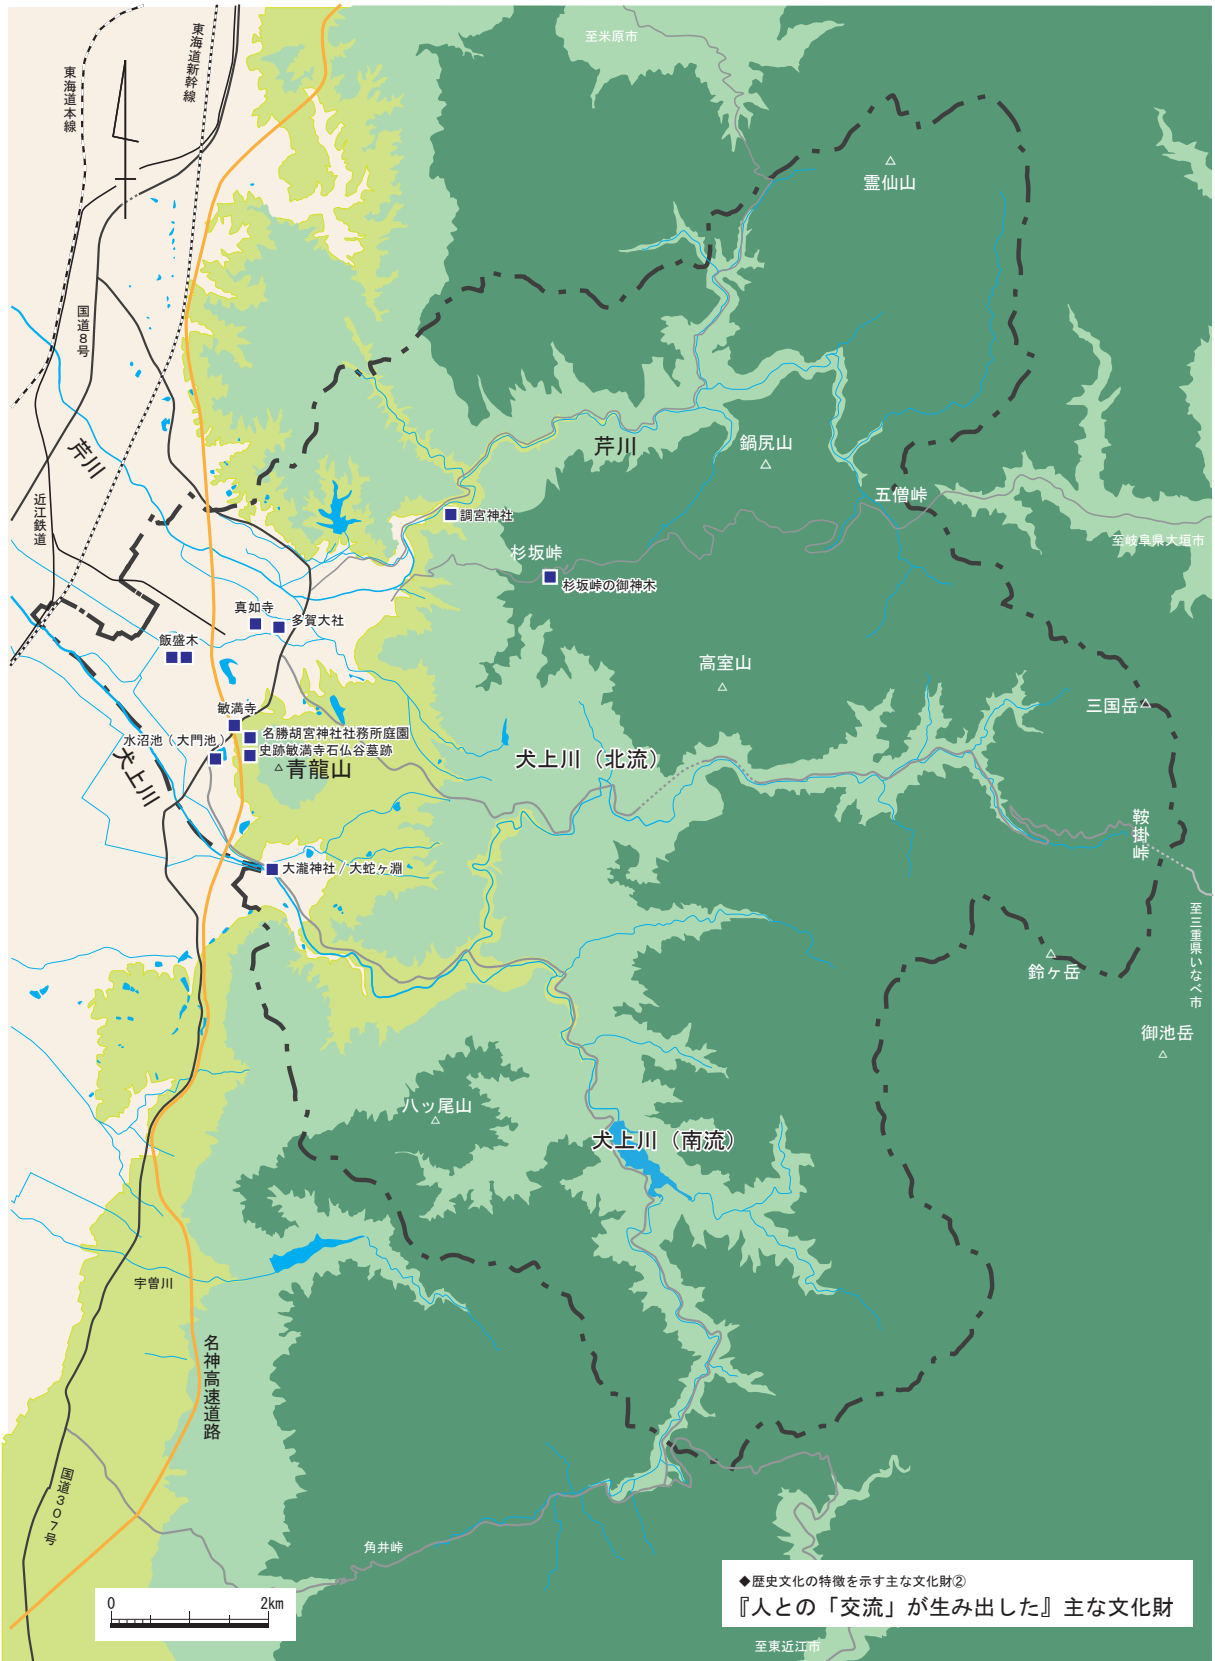 至米原市
東海道新幹線
東海道本線
霊仙山
国道8号
芹川
芹川
鍋尻山
五僧峠
近江鉄道
調宮神社
至岐阜県大垣市
杉坂峠
杉坂峠の御神木
真如寺
多賀大社
飯盛木
高室山
三国岳
敏満寺
名勝胡宮神社社務所庭園
水沼池(大門池)
史跡敏満寺石仏谷墓跡
青龍山
犬上川
犬上川(北流)
鞍掛峠
大瀧神社/大蛇ヶ淵
至三重県いなべ市
鈴ヶ岳
御池岳
八ッ尾山
犬上川(南流)
宇曽川
名神高速道路
国道307号
角井峠
0 2km
◆歴史文化の特徴を示す主な文化財②
『人との「交流」が生み出した』主な文化財
至東近江市